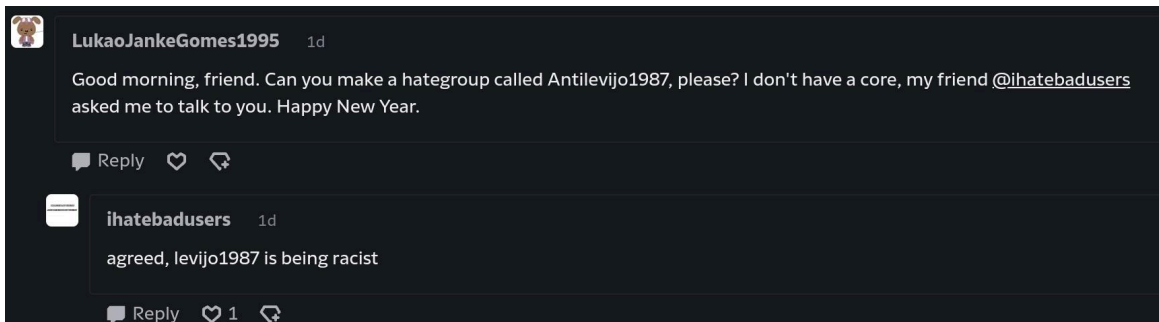 LukaoJankeGomes1995 1d
Good morning, friend. Can you make a hategroup called Antilevijo1987, please? I don't have a core, my friend @ihatebadusers
asked me to talk to you. Happy New Year.
Reply
ihatebadusers 1d
agreed, levijo1987 is being racist
Reply 1